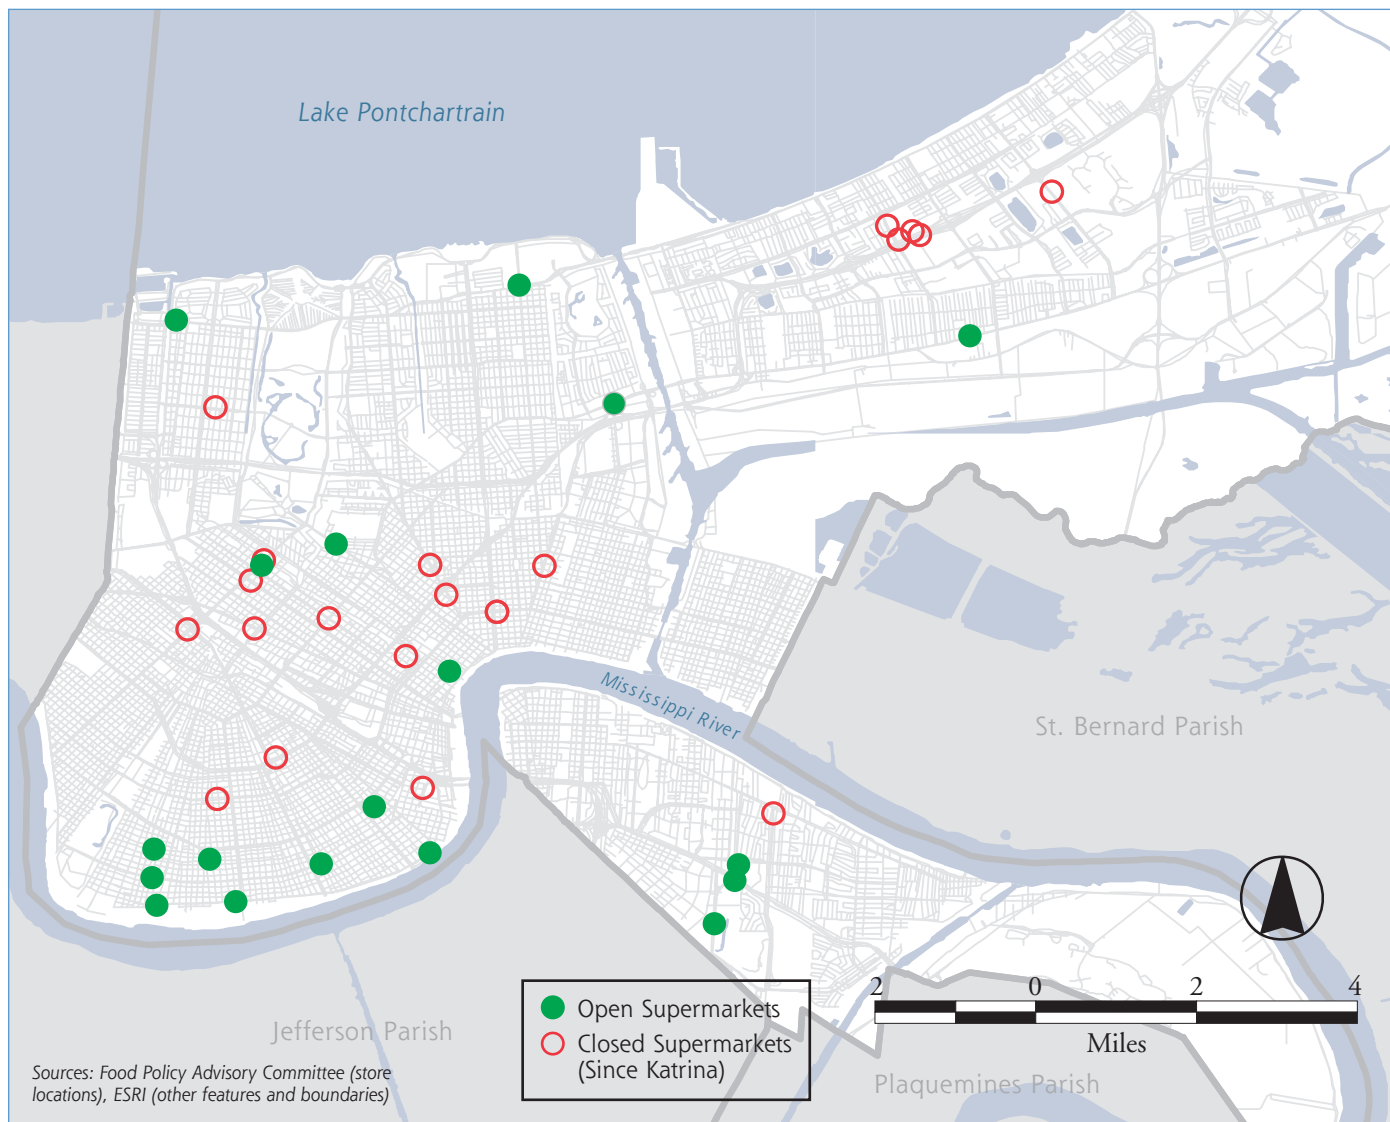 Lake Pontchartrain
Mississippi River
St. Bernard Parish
Jefferson Parish
Open Supermarkets
Closed Supermarkets
(Since Katrina)
2 0 2 4
Miles
Plaquemines Parish
Sources: Food Policy Advisory Committee (store
locations), ESRI (other features and boundaries)